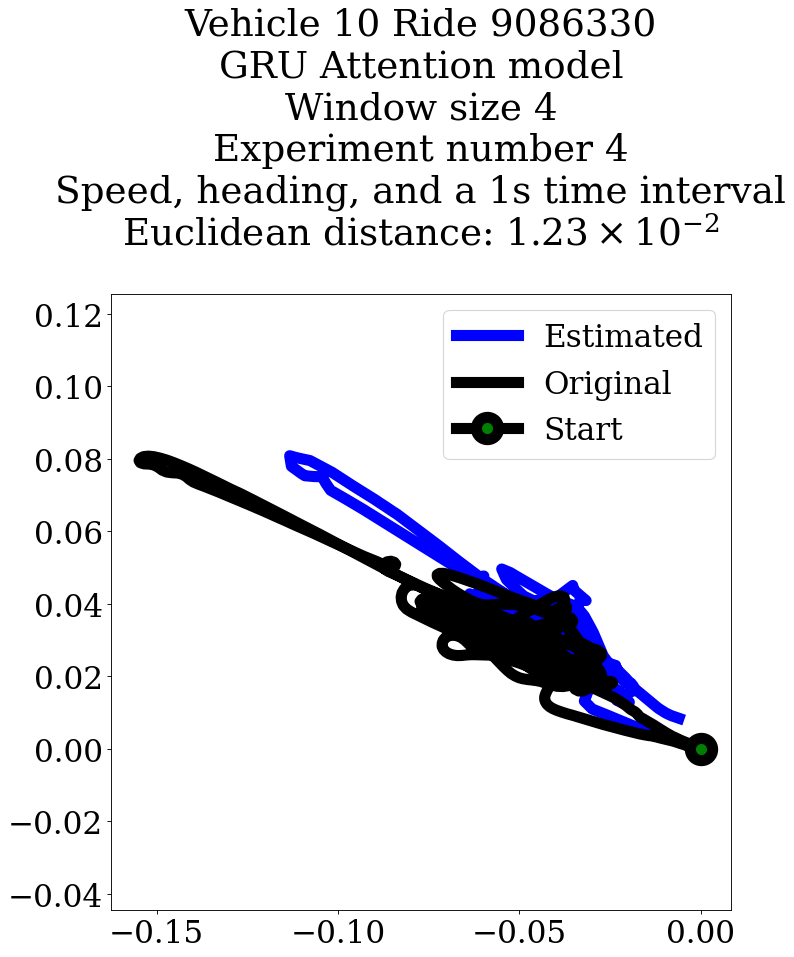 Vehicle 10 Ride 9086330
GRU Attention model
Window size 4
Experiment number 4
Speed, heading, and a 1s time interval
Euclidean distance: 1.23 × 10⁻²
Estimated
Original
Start
0.12
0.10
0.08
0.06
0.04
0.02
0.00
−0.02
−0.04
−0.15
−0.10
−0.05
0.00